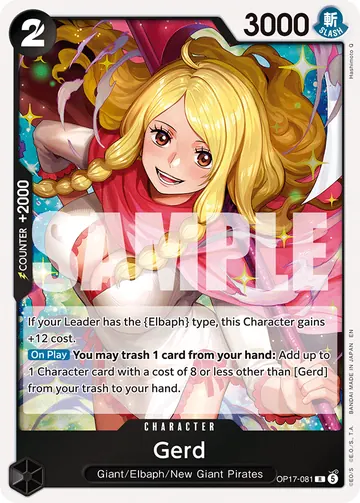 2
3000
斬
SLASH
Hashimoto Q
COUNTER +2000
SAMPLE
If your Leader has the {Elbaph} type, this Character gains
+12 cost.
On Play You may trash 1 card from your hand: Add up to
1 Character card with a cost of 8 or less other than [Gerd]
from your trash to your hand.
CHARACTER
Gerd
Giant/Elbaph/New Giant Pirates
OP17-081 R 5
©E.O./S. ©E.O./S., T.A. BANDAI MADE IN JAPAN EN